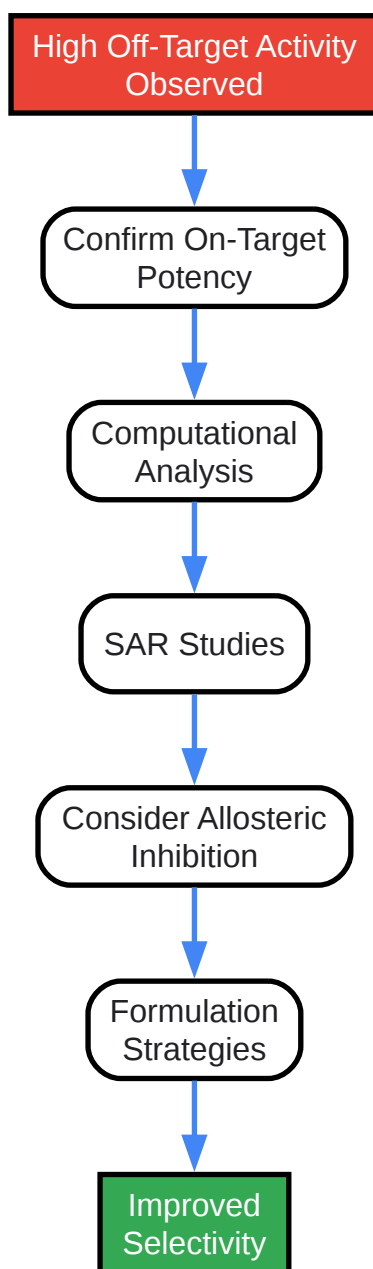 High Off-Target Activity
Observed
Confirm On-Target
Potency
Computational
Analysis
SAR Studies
Consider Allosteric
Inhibition
Formulation
Strategies
Improved
Selectivity